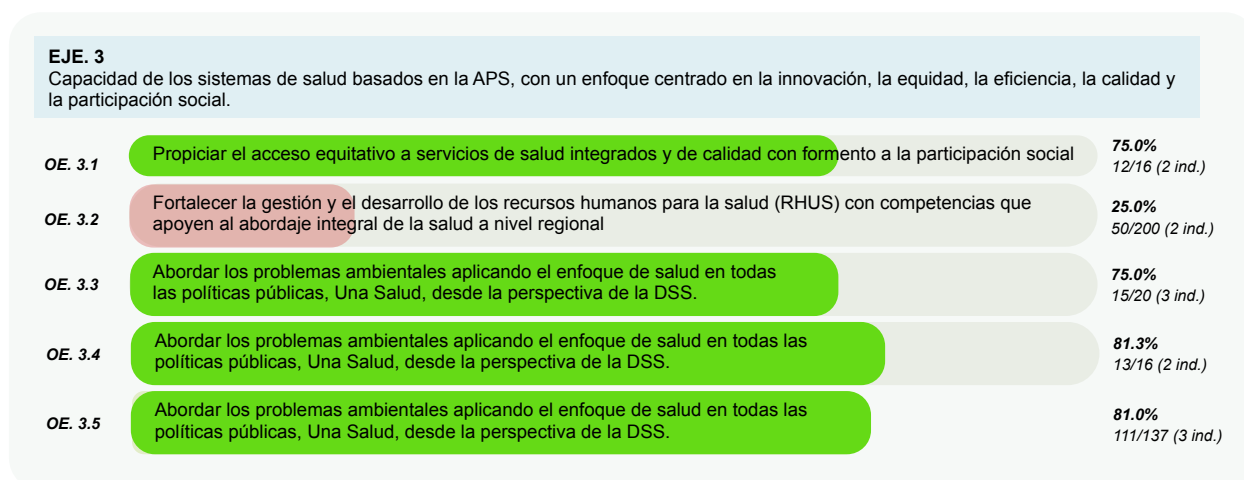 EJE. 3
Capacidad de los sistemas de salud basados en la APS, con un enfoque centrado en la innovación, la equidad, la eficiencia, la calidad y
la participación social.
OE. 3.1
Propiciar el acceso equitativo a servicios de salud integrados y de calidad con formento a la participación social
75.0%
12/16 (2 ind.)
OE. 3.2
Fortalecer la gestión y el desarrollo de los recursos humanos para la salud (RHUS) con competencias que
apoyen al abordaje integral de la salud a nivel regional
25.0%
50/200 (2 ind.)
OE. 3.3
Abordar los problemas ambientales aplicando el enfoque de salud en todas
las políticas públicas, Una Salud, desde la perspectiva de la DSS.
75.0%
15/20 (3 ind.)
OE. 3.4
Abordar los problemas ambientales aplicando el enfoque de salud en todas las
políticas públicas, Una Salud, desde la perspectiva de la DSS.
81.3%
13/16 (2 ind.)
OE. 3.5
Abordar los problemas ambientales aplicando el enfoque de salud en todas las
políticas públicas, Una Salud, desde la perspectiva de la DSS.
81.0%
111/137 (3 ind.)